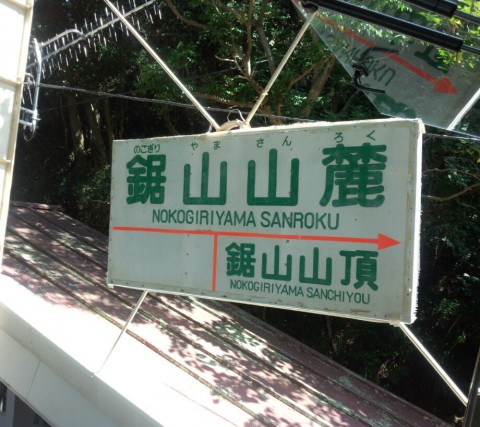 のこぎり やま さん ろく
鋸山山麓
NOKOGIRIYAMA SANROKU
鋸山山頂
NOKOGIRIYAMA SANCHIYOU